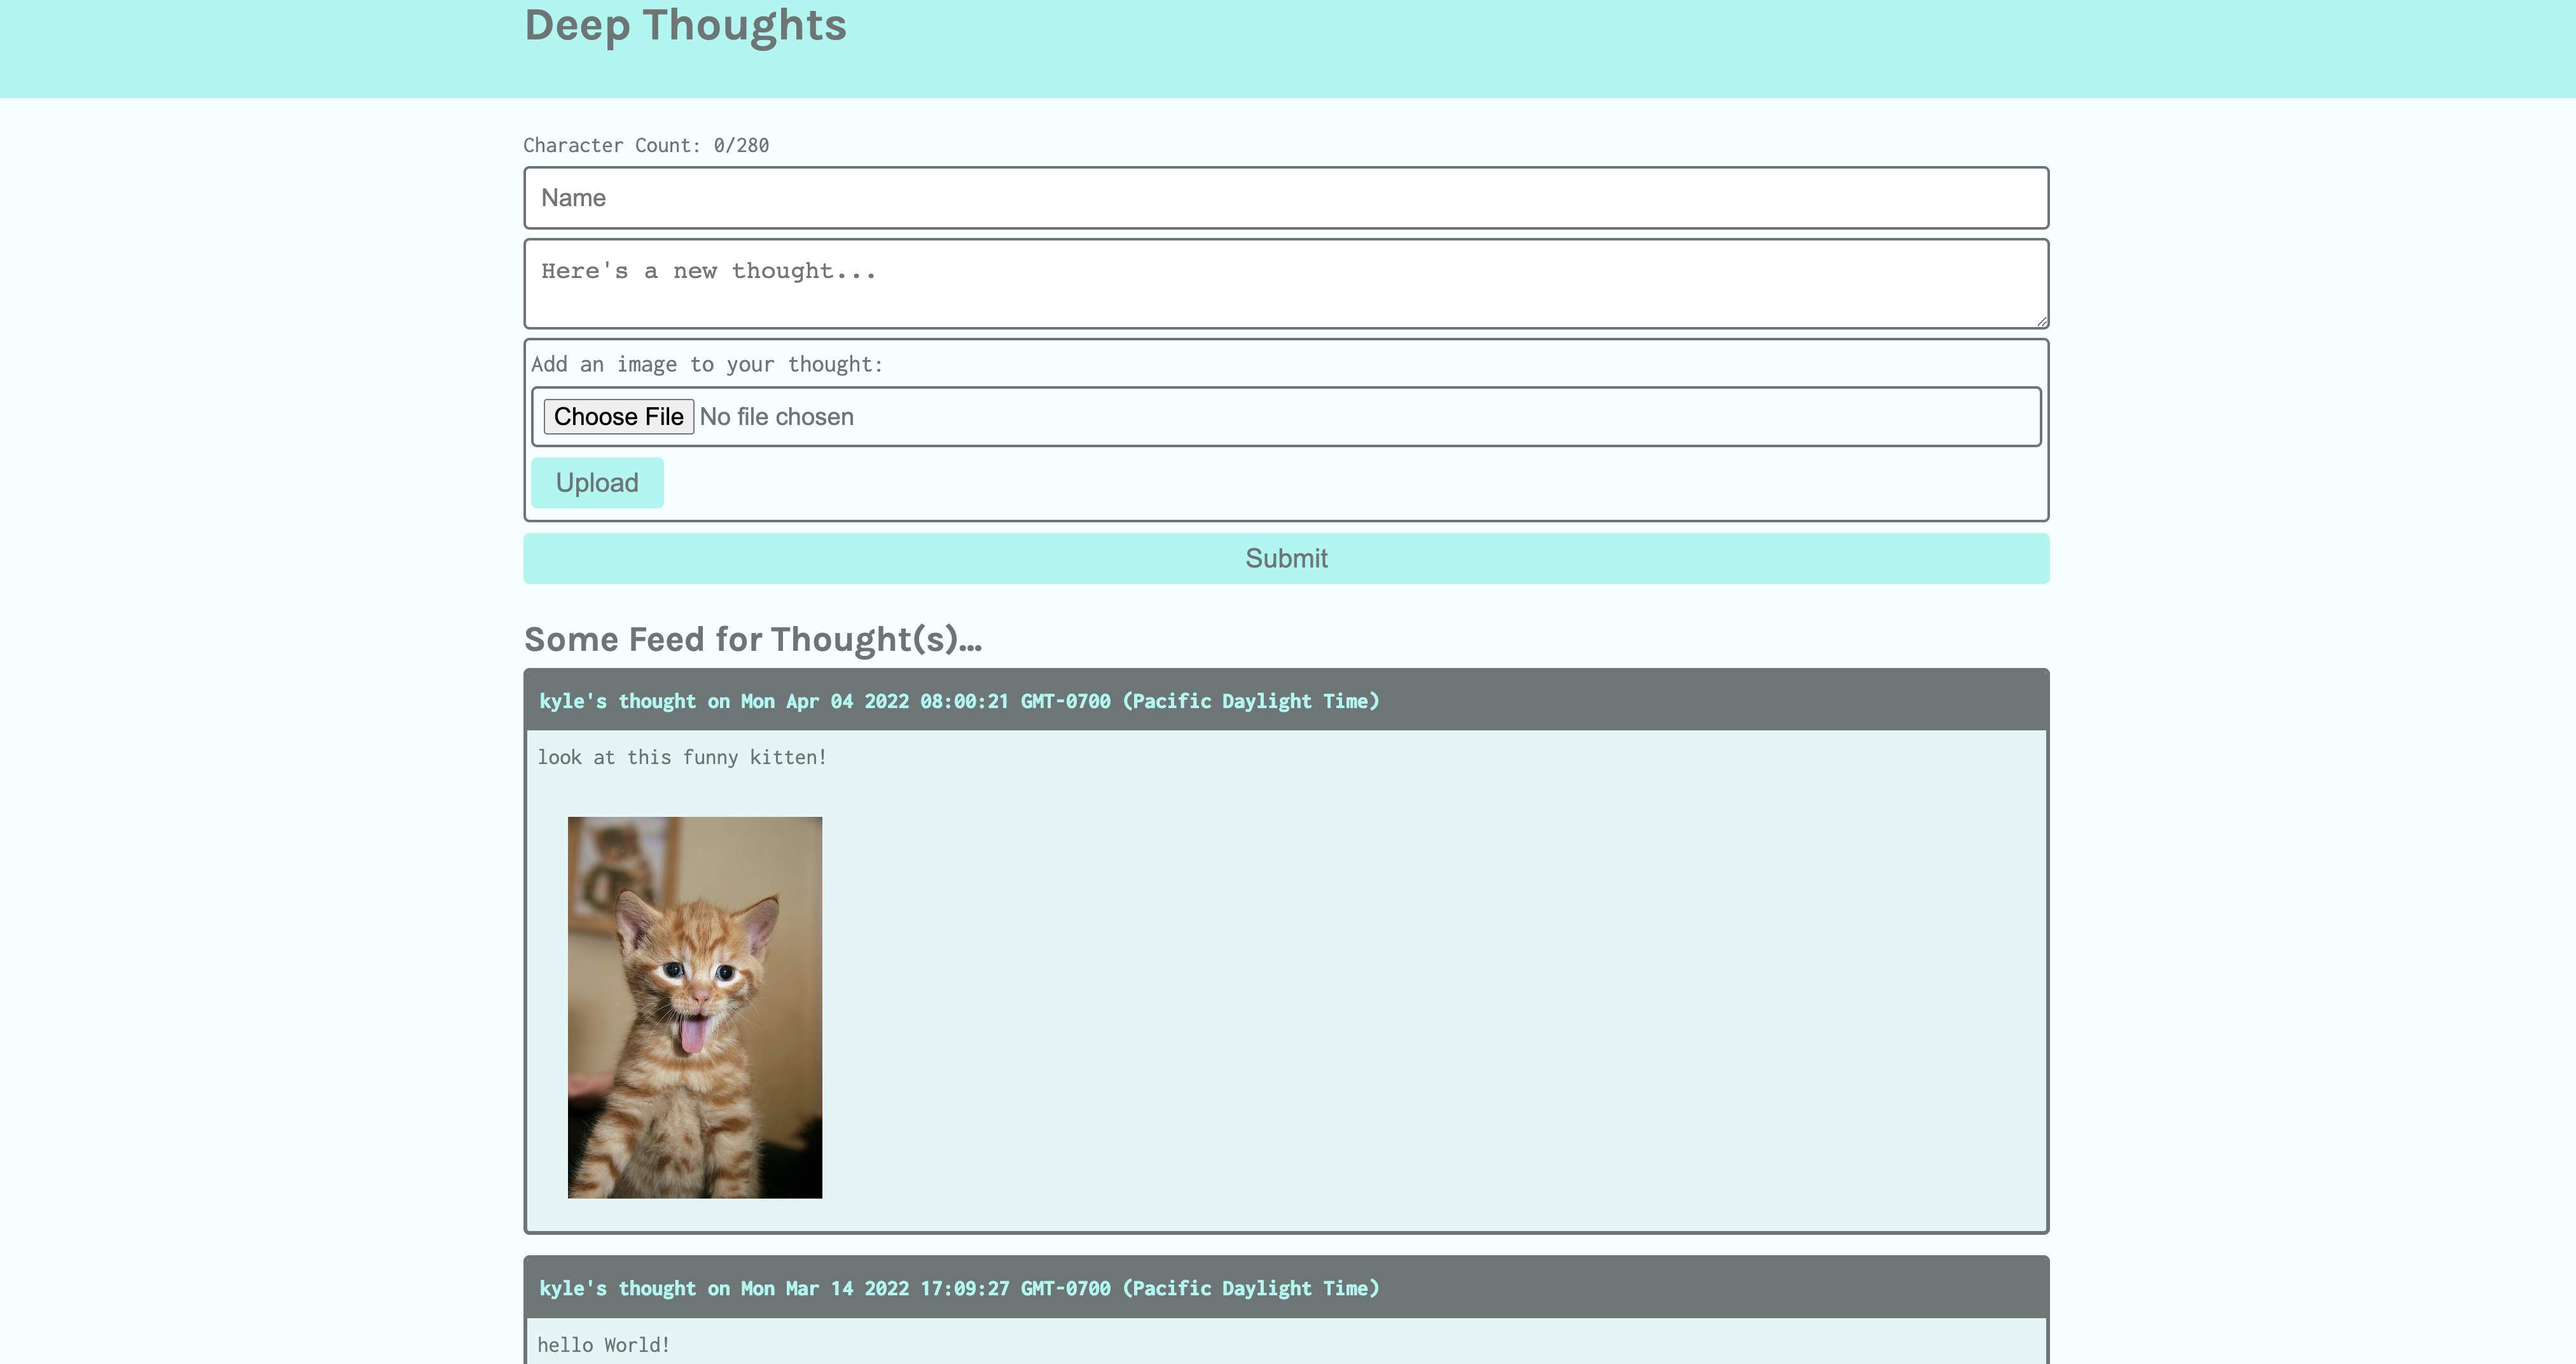 Deep Thoughts
Character Count: 0/280
Name
Here's a new thought...
Add an image to your thought:
Choose File No file chosen
Upload
Submit
Some Feed for Thought(s)...
kyle's thought on Mon Apr 04 2022 08:00:21 GMT-0700 (Pacific Daylight Time)
look at this funny kitten!
kyle's thought on Mon Mar 14 2022 17:09:27 GMT-0700 (Pacific Daylight Time)
hello World!